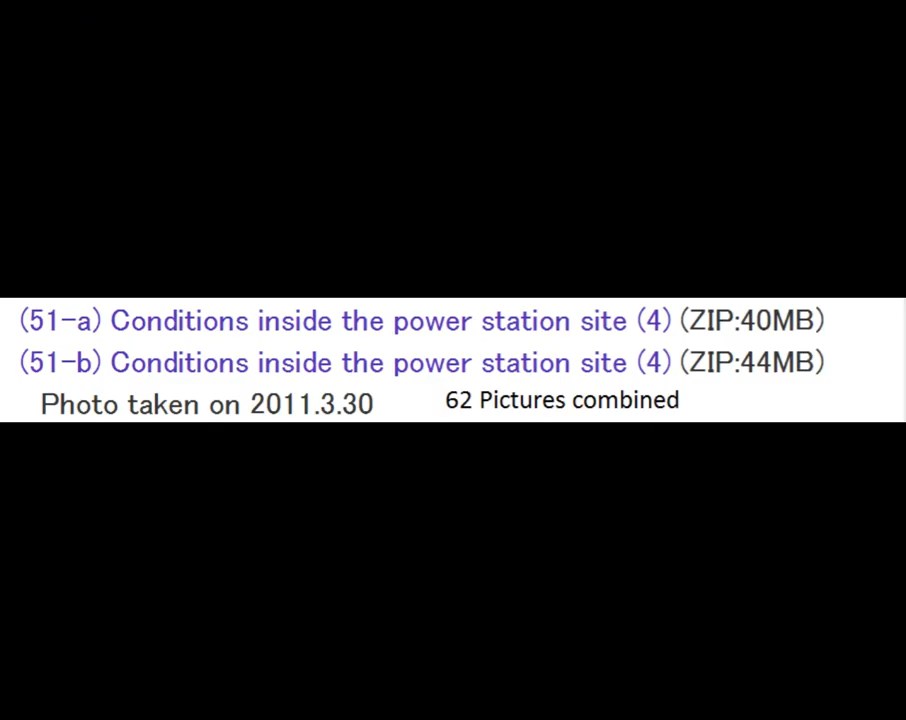 (51-a) Conditions inside the power station site (4) (ZIP:40MB)
(51-b) Conditions inside the power station site (4) (ZIP:44MB)
Photo taken on 2011.3.30 62 Pictures combined